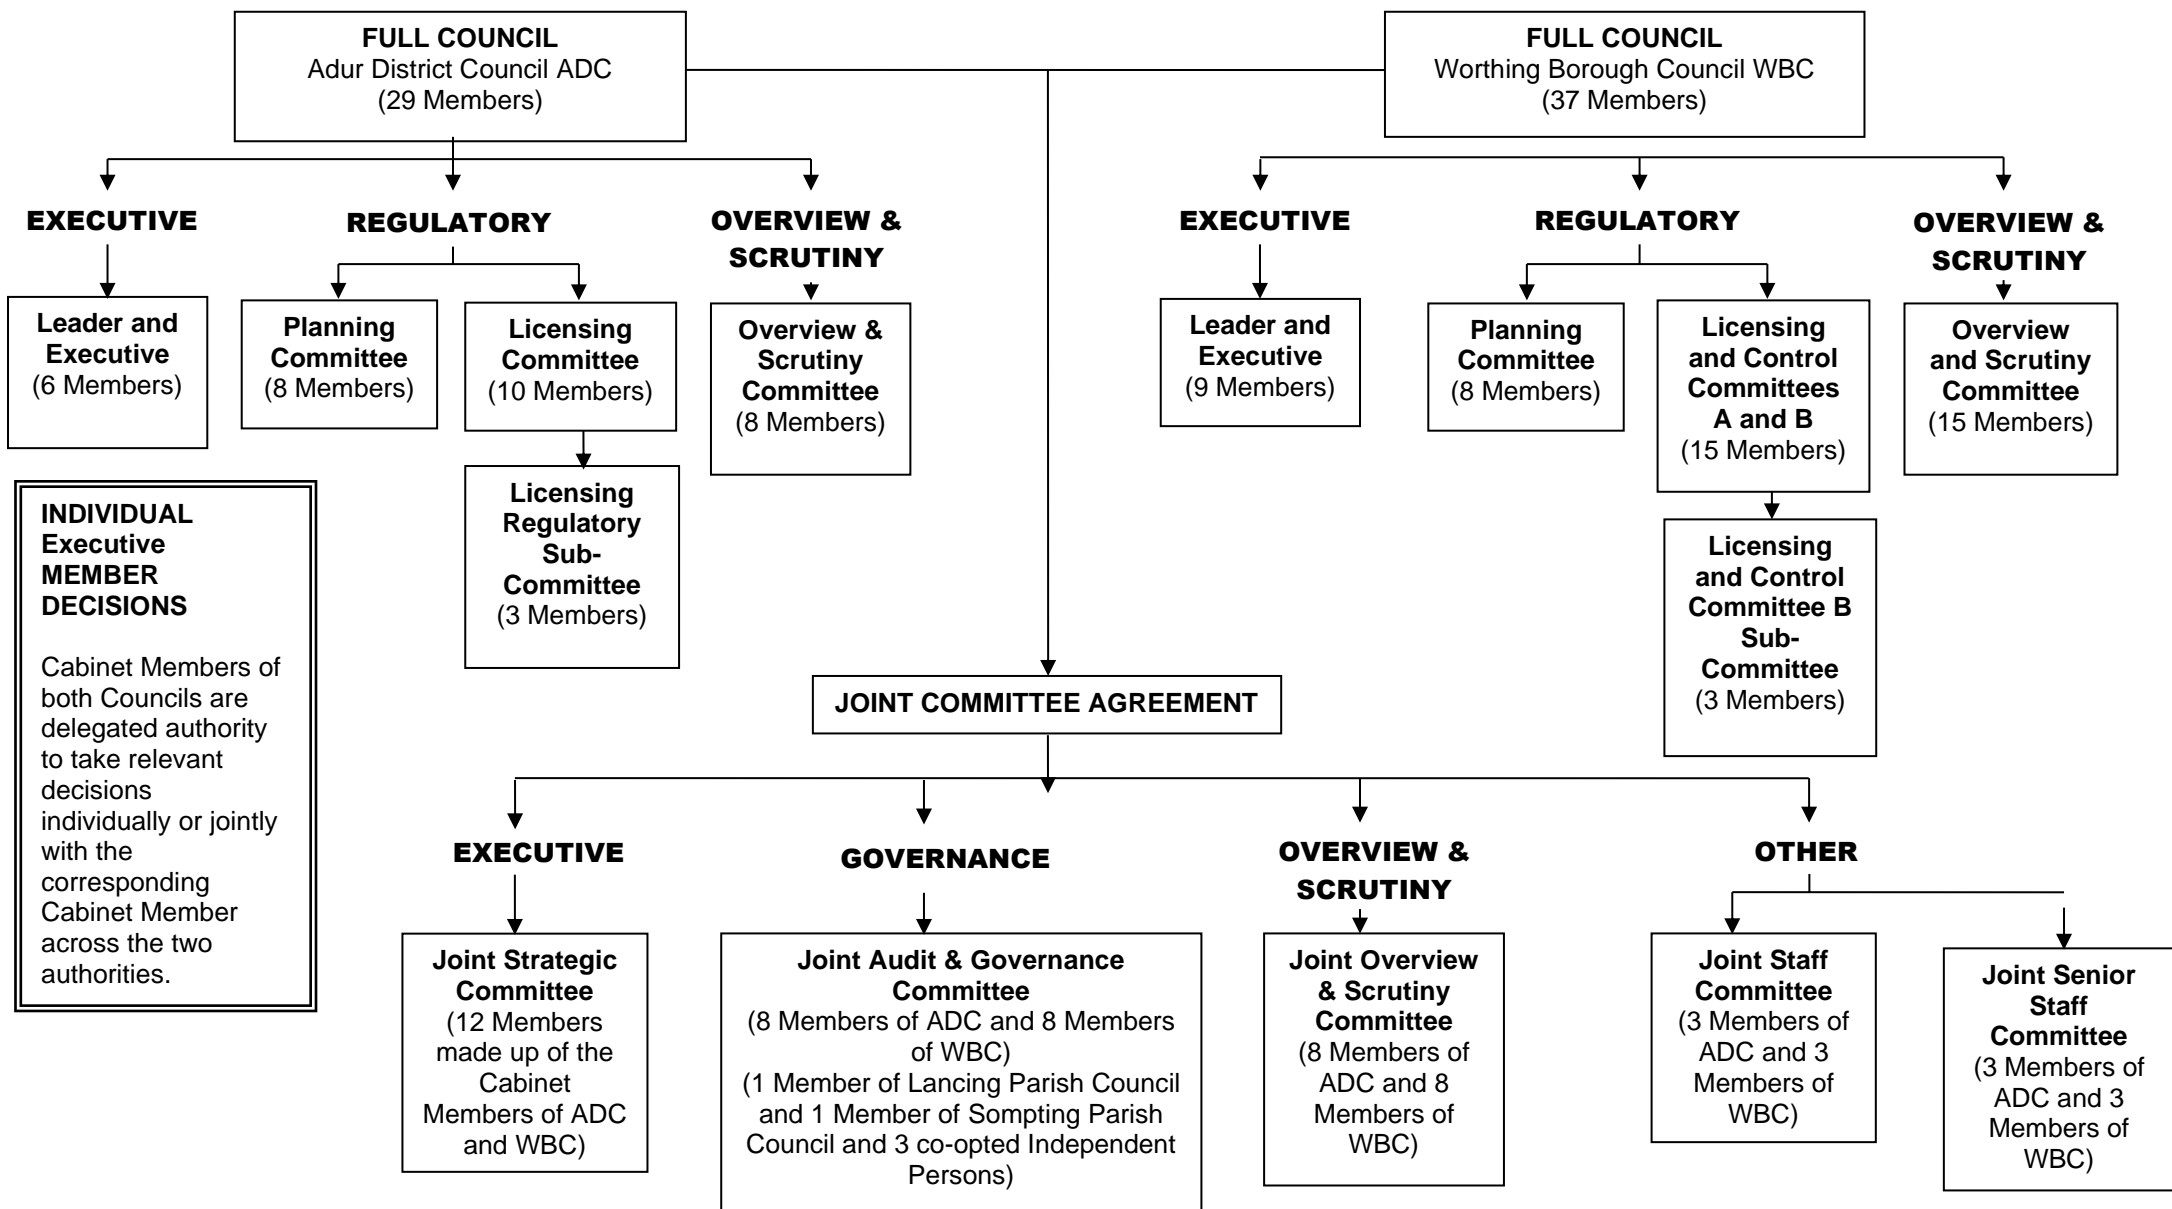 FULL COUNCIL
Adur District Council ADC
(29 Members)
FULL COUNCIL
Worthing Borough Council WBC
(37 Members)
EXECUTIVE
REGULATORY
OVERVIEW &
SCRUTINY
EXECUTIVE
REGULATORY
OVERVIEW &
SCRUTINY
Leader and
Executive
(6 Members)
Planning
Committee
(8 Members)
Licensing
Committee
(10 Members)
Overview &
Scrutiny
Committee
(8 Members)
Leader and
Executive
(9 Members)
Planning
Committee
(8 Members)
Licensing
and Control
Committees
A and B
(15 Members)
Overview
and Scrutiny
Committee
(15 Members)
Licensing
Regulatory
Sub-
Committee
(3 Members)
Licensing
and Control
Committee B
Sub-
Committee
(3 Members)
INDIVIDUAL
Executive
MEMBER
DECISIONS
Cabinet Members of
both Councils are
delegated authority
to take relevant
decisions
individually or jointly
with the
corresponding
Cabinet Member
across the two
authorities.
JOINT COMMITTEE AGREEMENT
EXECUTIVE
GOVERNANCE
OVERVIEW &
SCRUTINY
OTHER
Joint Strategic
Committee
(12 Members
made up of the
Cabinet
Members of ADC
and WBC)
Joint Audit & Governance
Committee
(8 Members of ADC and 8 Members
of WBC)
(1 Member of Lancing Parish Council
and 1 Member of Sompting Parish
Council and 3 co-opted Independent
Persons)
Joint Overview
& Scrutiny
Committee
(8 Members of
ADC and 8
Members of
WBC)
Joint Staff
Committee
(3 Members of
ADC and 3
Members of
WBC)
Joint Senior
Staff
Committee
(3 Members of
ADC and 3
Members of
WBC)